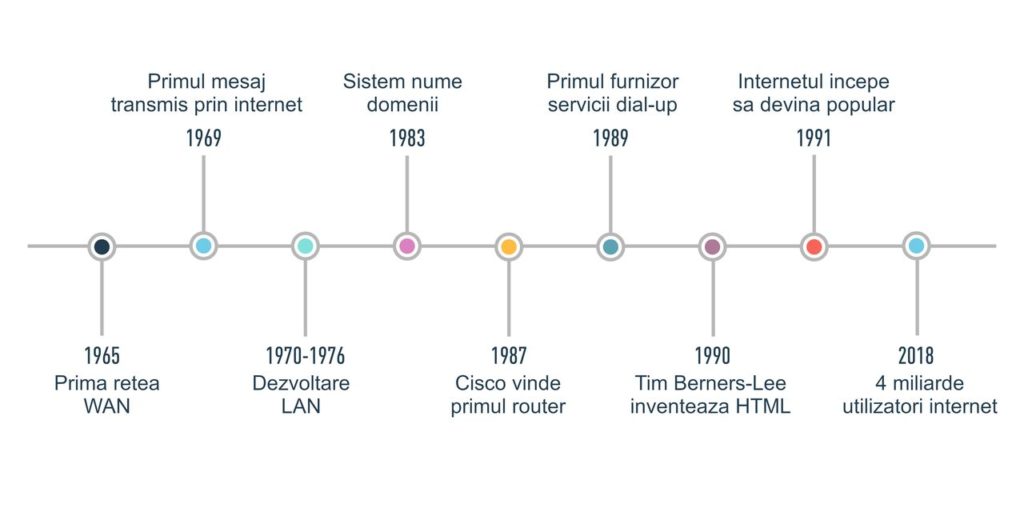 Primul mesaj
transmis prin internet
1969
Sistem nume
domenii
1983
Primul furnizor
servicii dial-up
1989
Internetul incepe
sa devina popular
1991
1965
Prima retea
WAN
1970-1976
Dezvoltare
LAN
1987
Cisco vinde
primul router
1990
Tim Berners-Lee
inventeaza HTML
2018
4 miliarde
utilizatori internet